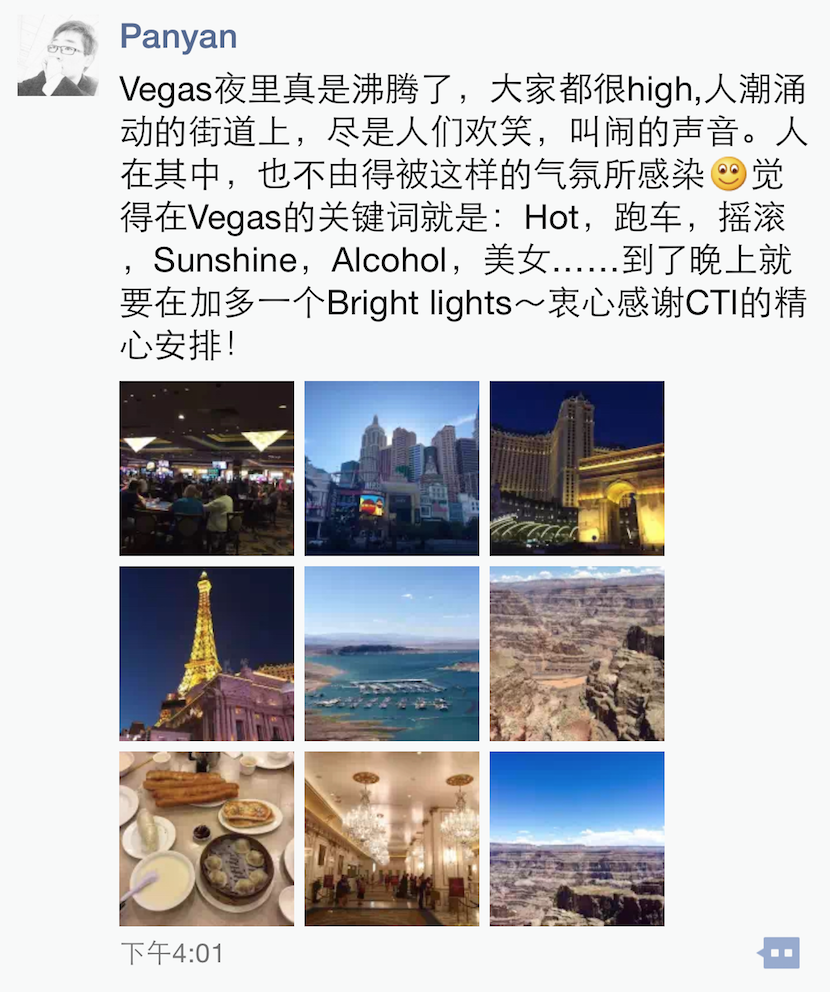 Panyan
Vegas夜里真是沸腾了，大家都很high,人潮涌
动的街道上，尽是人们欢笑，叫闹的声音。人
在其中，也不由得被这样的气氛所感染🙂觉
得在Vegas的关键词就是：Hot，跑车，摇滚
，Sunshine，Alcohol，美女……到了晚上就
要在加多一个Bright lights～衷心感谢CTI的精
心安排！
下午4:01